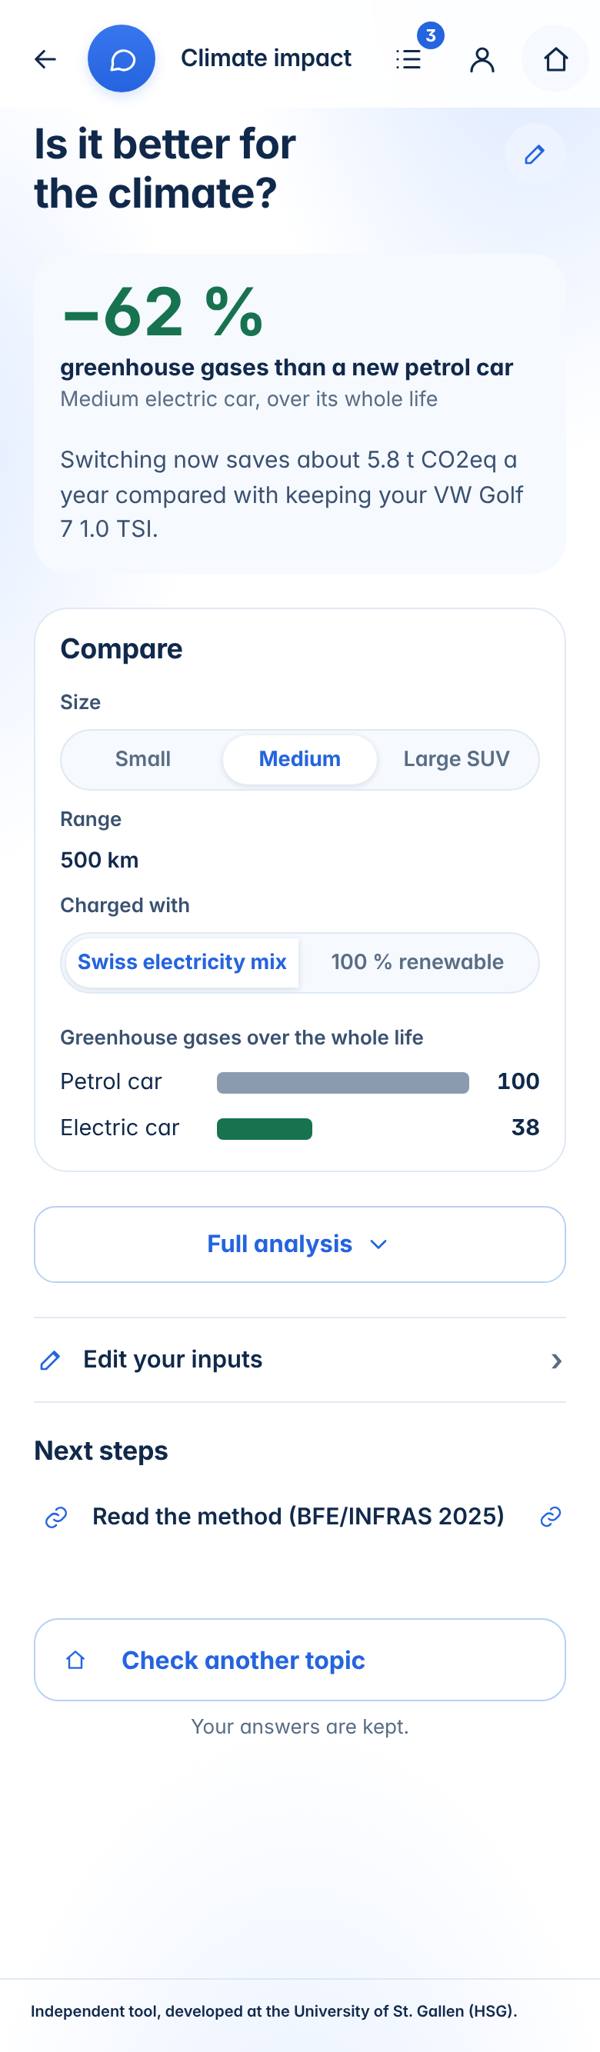 Climate impact
3
Is it better for
the climate?
−62 %
greenhouse gases than a new petrol car
Medium electric car, over its whole life
Switching now saves about 5.8 t CO2eq a
year compared with keeping your VW Golf
7 1.0 TSI.
Compare
Size
Small Medium Large SUV
Range
500 km
Charged with
Swiss electricity mix 100 % renewable
Greenhouse gases over the whole life
Petrol car 100
Electric car 38
Full analysis
Edit your inputs
Next steps
Read the method (BFE/INFRAS 2025)
Check another topic
Your answers are kept.
Independent tool, developed at the University of St. Gallen (HSG).